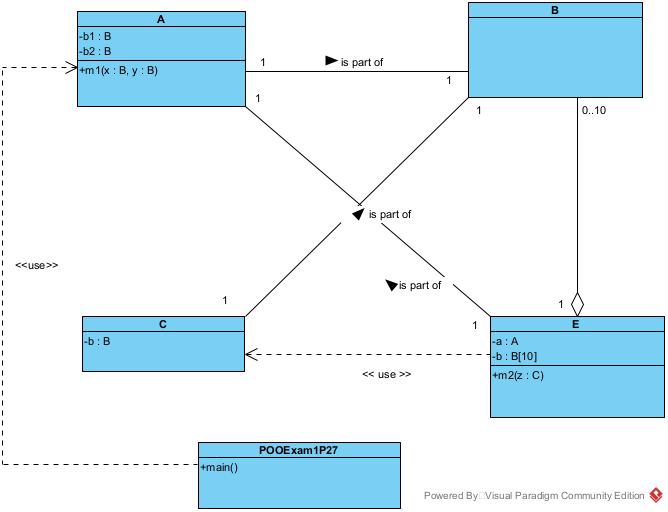 A
-b1 : B
-b2 : B
+m1(x : B, y : B)
B
1
is part of
1
1
1
0..10
is part of
<<use>>
is part of
1
1
1
C
-b : B
E
-a : A
-b : B[10]
+m2(z : C)
<< use >>
POOExam1P27
+main()
Powered By Visual Paradigm Community Edition